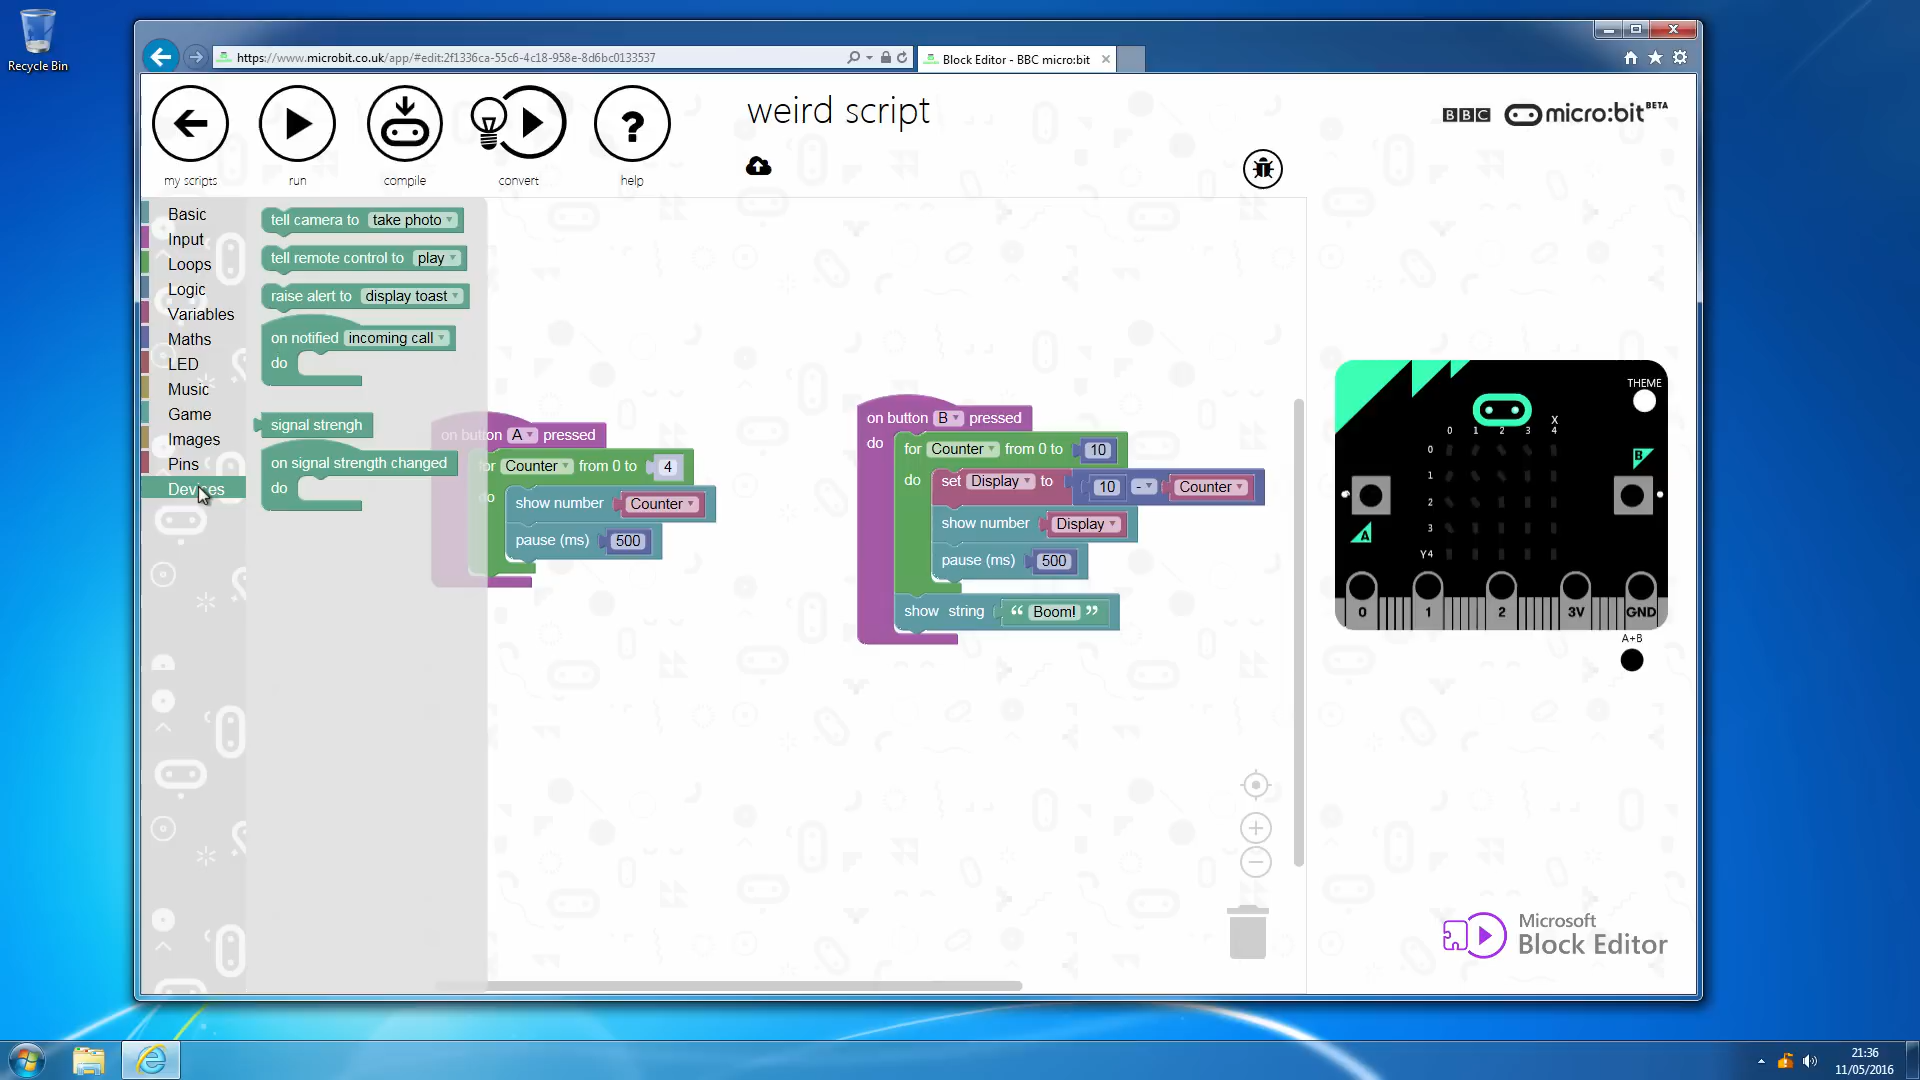 Recycle Bin
https://www.microbit.co.uk/app/#edit:2f1336ca-55c6-4c18-958e-8d6bc0133537
Block Editor - BBC micro:bit
my scripts
run
compile
convert
?
help
weird script
BBC micro:bit BETA
Basic
Input
Loops
Logic
Variables
Maths
LED
Music
Game
Images
Pins
Devices
tell camera to take photo
tell remote control to play
raise alert to display toast
on notified incoming call
do
signal strengh
on signal strength changed
do
on button A pressed
for Counter from 0 to 4
do
show number Counter
pause (ms) 500
on button B pressed
do
for Counter from 0 to 10
do
set Display to 10 - Counter
show number Display
pause (ms) 500
show string “ Boom! ”
THEME
X
0 1 2 3 4
0
1
2
3
Y 4
A
B
0 1 2 3V GND
A+B
Microsoft
Block Editor
21:36
11/05/2016